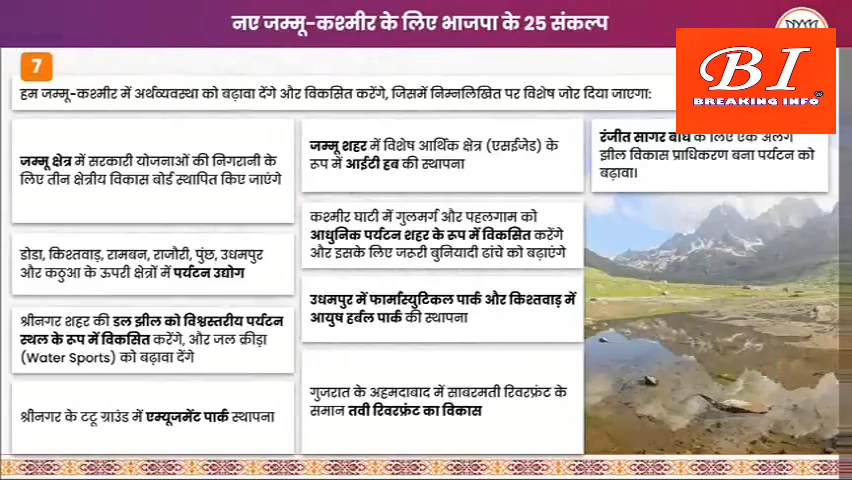 नए जम्मू-कश्मीर के लिए भाजपा के 25 संकल्प
7
हम जम्मू-कश्मीर में अर्थव्यवस्था को बढ़ावा देंगे और विकसित करेंगे, जिसमें निम्नलिखित पर विशेष जोर दिया जाएगा:
BI
BREAKING INFO
जम्मू क्षेत्र में सरकारी योजनाओं की निगरानी के
लिए तीन क्षेत्रीय विकास बोर्ड स्थापित किए जाएंगे
डोडा, किश्तवाड़, रामबन, राजौरी, पुंछ, उधमपुर
और कठुआ के ऊपरी क्षेत्रों में पर्यटन उद्योग
श्रीनगर शहर की डल झील को विश्वस्तरीय पर्यटन
स्थल के रूप में विकसित करेंगे, और जल क्रीड़ा
(Water Sports) को बढ़ावा देंगे
श्रीनगर के टटू ग्राउंड में एम्यूजमेंट पार्क स्थापना
जम्मू शहर में विशेष आर्थिक क्षेत्र (एसईजेड) के
रूप में आईटी हब की स्थापना
कश्मीर घाटी में गुलमर्ग और पहलगाम को
आधुनिक पर्यटन शहर के रूप में विकसित करेंगे
और इसके लिए जरूरी बुनियादी ढांचे को बढ़ाएंगे
उधमपुर में फार्मास्युटिकल पार्क और किश्तवाड़ में
आयुष हर्बल पार्क की स्थापना
गुजरात के अहमदाबाद में साबरमती रिवरफ्रंट के
समान तवी रिवरफ्रंट का विकास
रंजीत सागर बांध के लिए एक अलग
झील विकास प्राधिकरण बना पर्यटन को
बढ़ावा।